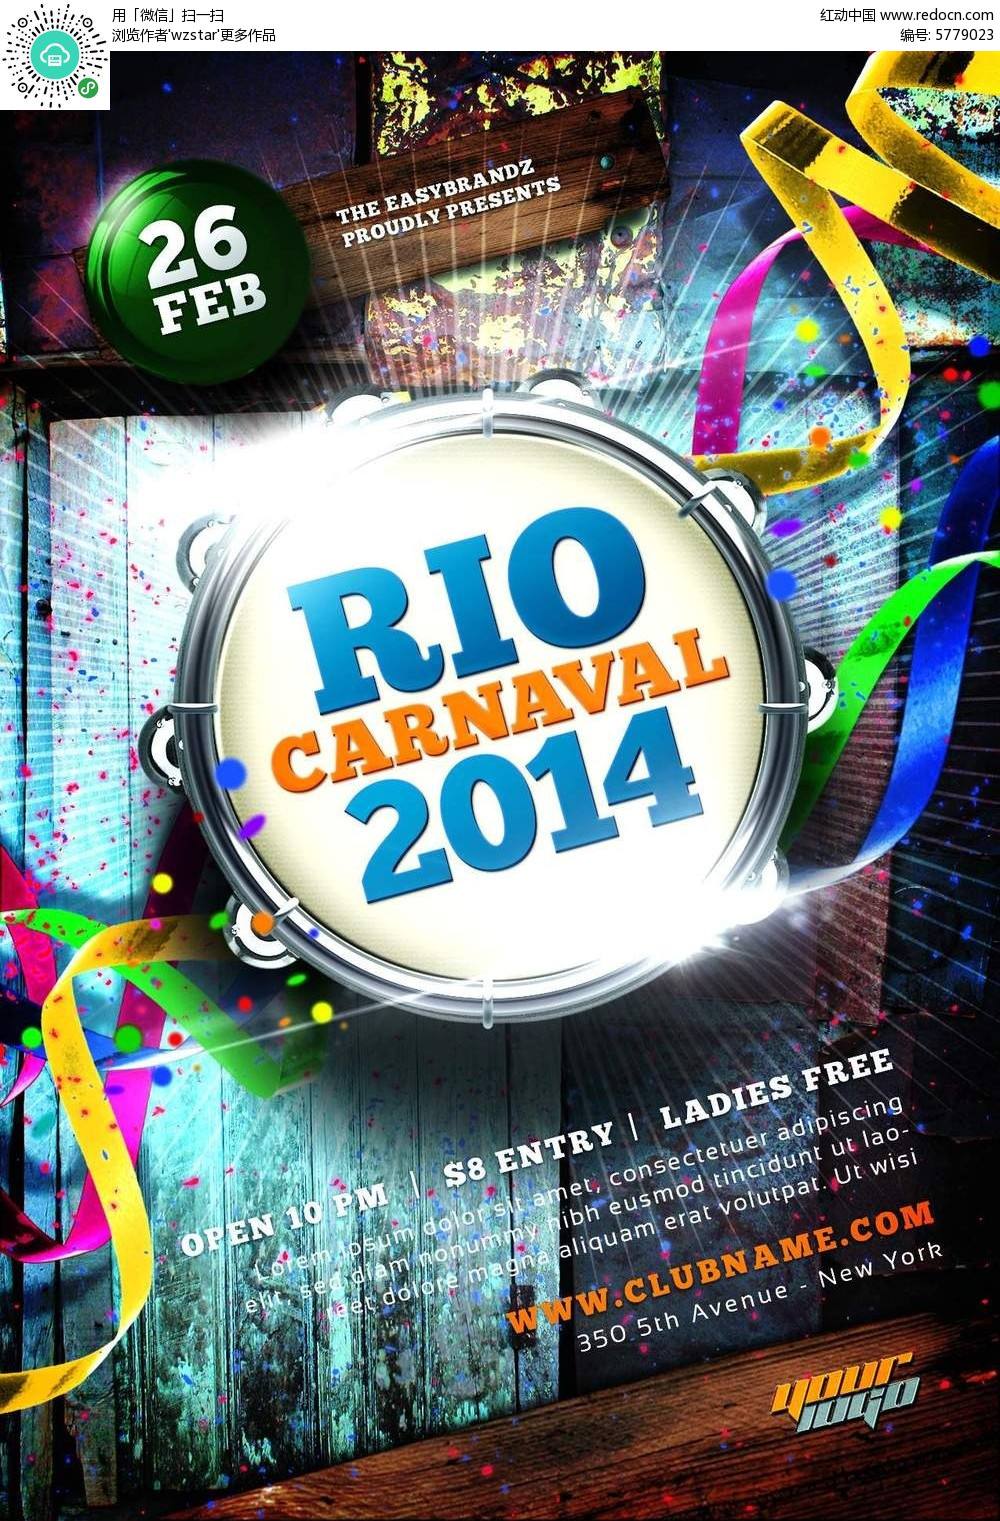 用「微信」扫一扫
浏览作者'wzstar'更多作品
红动中国 www.redocn.com
编号: 5779023
26
FEB
THE EASYBRANDZ
PROUDLY PRESENTS
RIO
CARNAVAL
2014
OPEN 10 PM | $8 ENTRY | LADIES FREE
Lorem ipsum dolor sit amet, consectetuer adipiscing
elit, sed diam nonummy nibh eusmod tincidunt ut lao-
reet dolore magna aliquam erat volutpat. Ut wisi
WWW.CLUBNAME.COM
350 5th Avenue - New York
your
logo